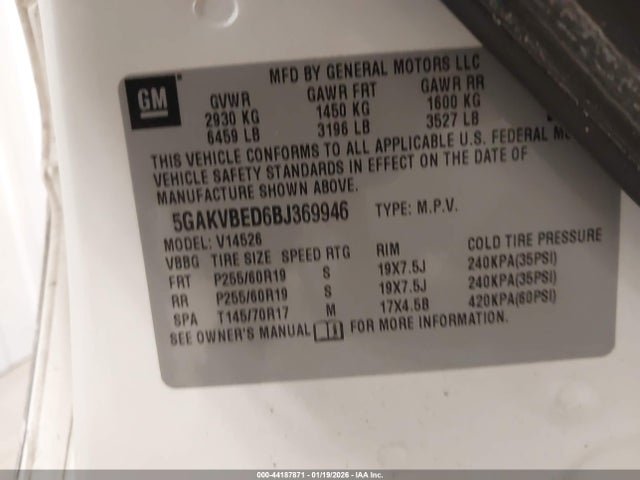 MFD BY GENERAL MOTORS LLC
GM
GVWR GAWR FRT GAWR RR
2930 KG 1450 KG 1600 KG
6459 LB 3196 LB 3527 LB
THIS VEHICLE CONFORMS TO ALL APPLICABLE U.S. FEDERAL
VEHICLE SAFETY STANDARDS IN EFFECT ON THE DATE OF
MANUFACTURE SHOWN ABOVE.
5GAKVBED6BJ369946 TYPE: M.P.V.
MODEL: V14526
VBBG TIRE SIZE SPEED RTG RIM COLD TIRE PRESSURE
FRT P255/60R19 S 19X7.5J 240KPA(35PSI)
RR P255/60R19 S 19X7.5J 240KPA(35PSI)
SPA T145/70R17 M 17X4.5B 420KPA(60PSI)
SEE OWNER'S MANUAL FOR MORE INFORMATION.
000-44187871 - 01/19/2026 - IAA Inc.